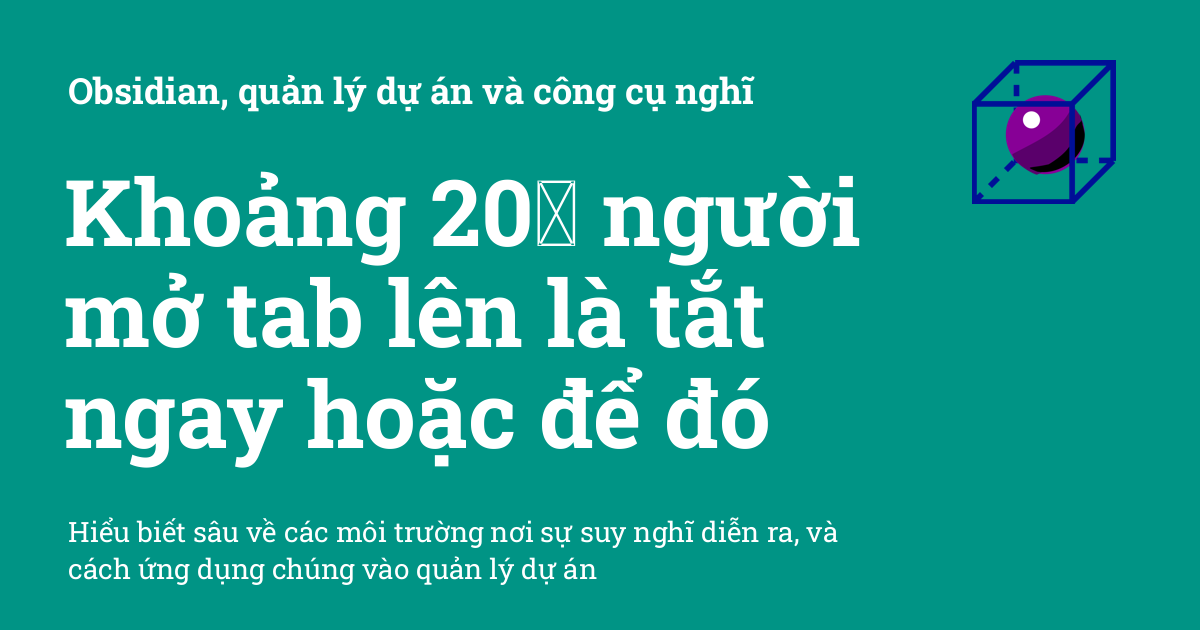 Obsidian, quản lý dự án và công cụ nghĩ
Khoảng 20 người
mở tab lên là tắt
ngay hoặc để đó
Hiểu biết sâu về các môi trường nơi sự suy nghĩ diễn ra, và
cách ứng dụng chúng vào quản lý dự án